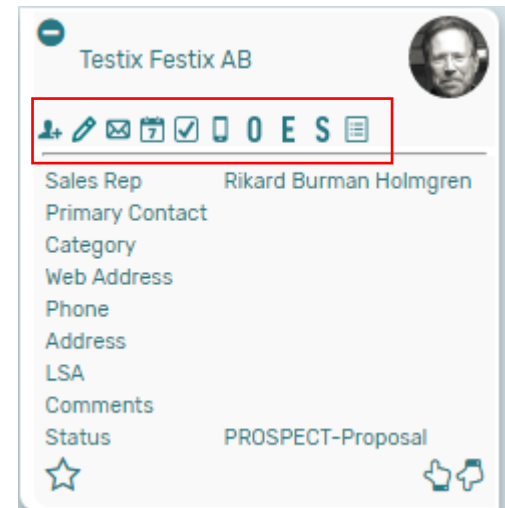 Testix Festix AB
7 O E S
Sales Rep Rikard Burman Holmgren
Primary Contact
Category
Web Address
Phone
Address
LSA
Comments
Status PROSPECT-Proposal